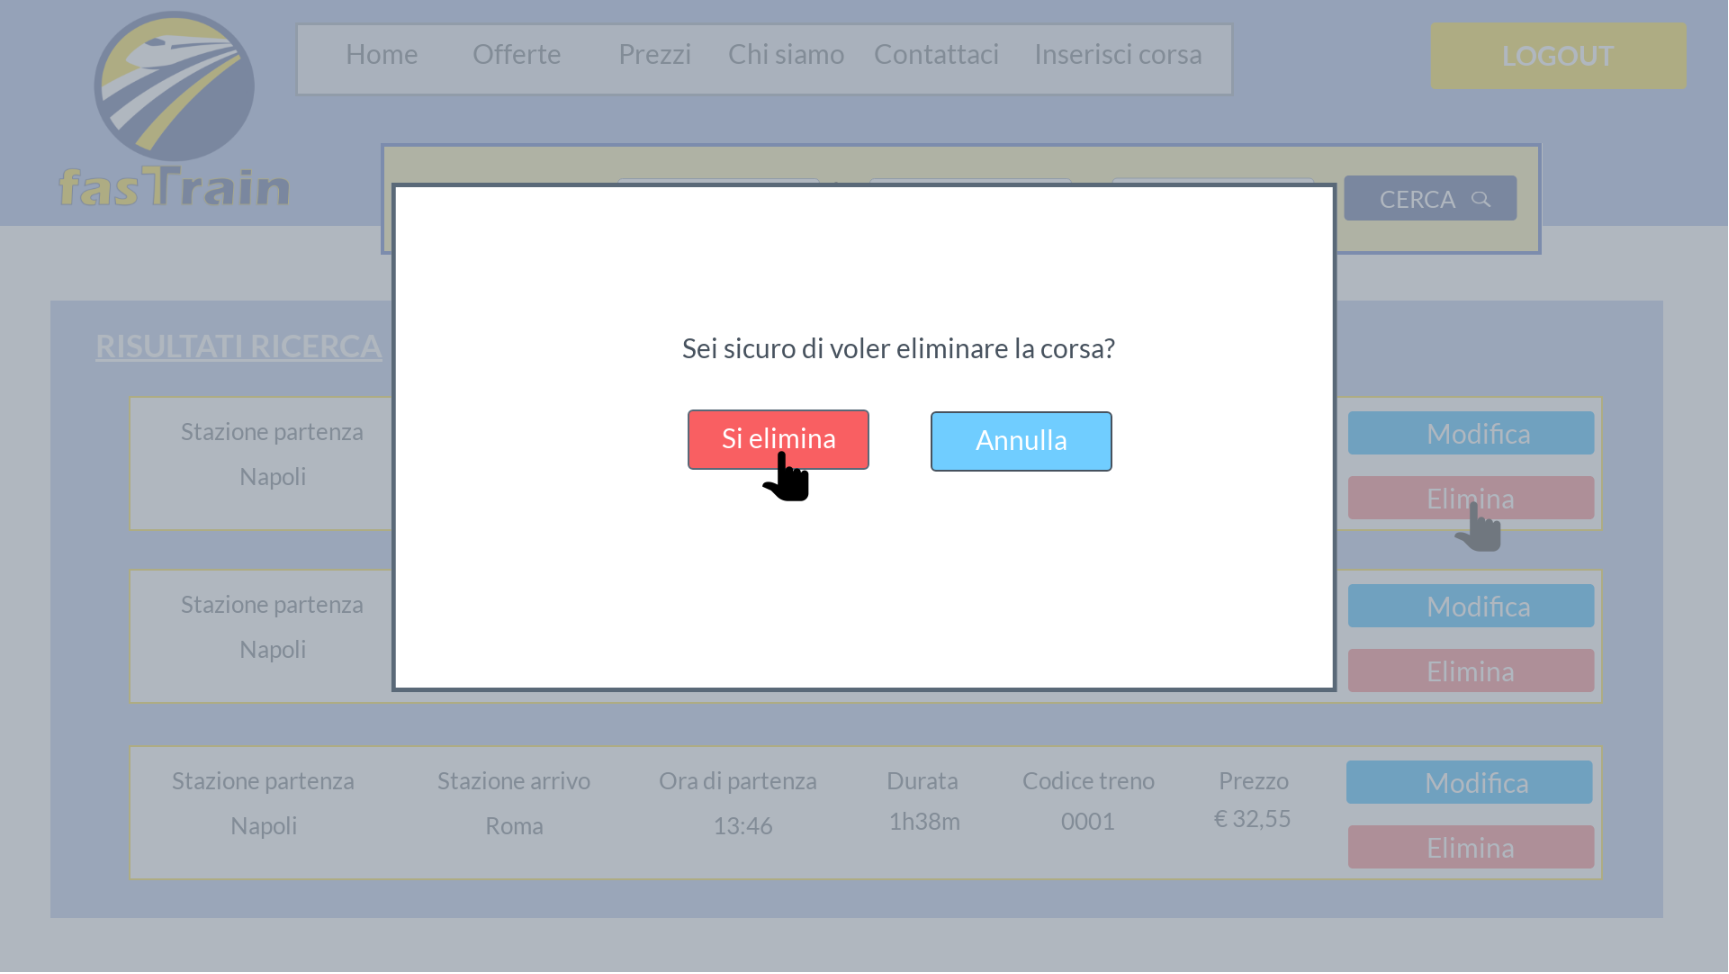 Home Offerte Prezzi Chi siamo Contattaci Inserisci corsa
LOGOUT
fasTrain
CERCA
RISULTATI RICERCA
Sei sicuro di voler eliminare la corsa?
Si elimina Annulla
Stazione partenza
Napoli
Modifica
Elimina
Stazione partenza
Napoli
Modifica
Elimina
Stazione partenza Stazione arrivo Ora di partenza Durata Codice treno Prezzo
Napoli Roma 13:46 1h38m 0001 € 32,55
Modifica
Elimina